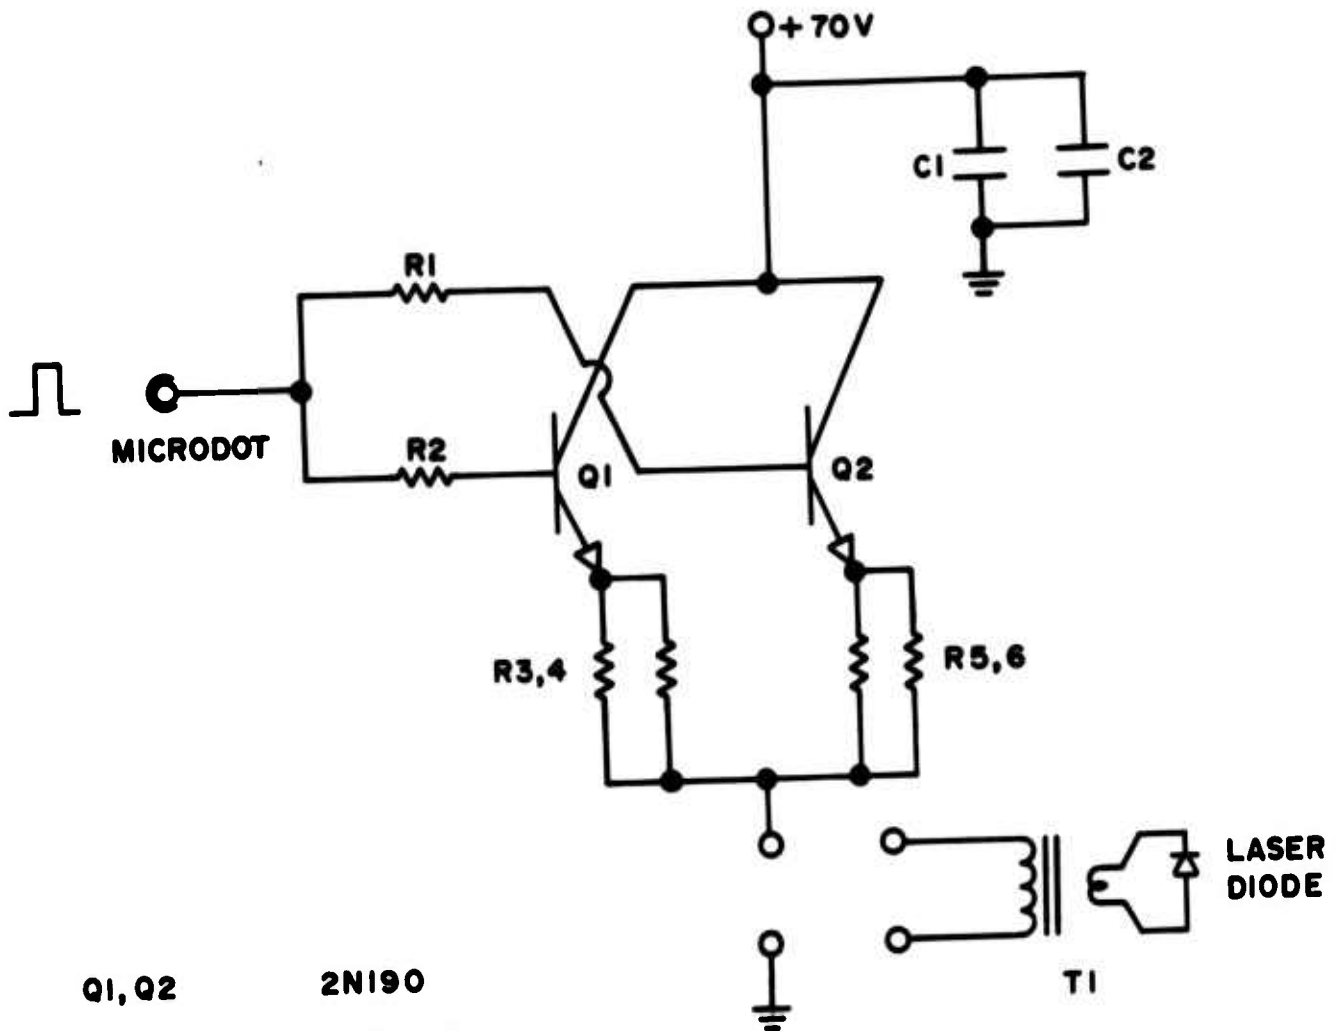 +70V
C1
C2
R1
MICRODOT
R2
Q1
Q2
R3,4
R5,6
LASER
DIODE
T1
Q1, Q2 2N190